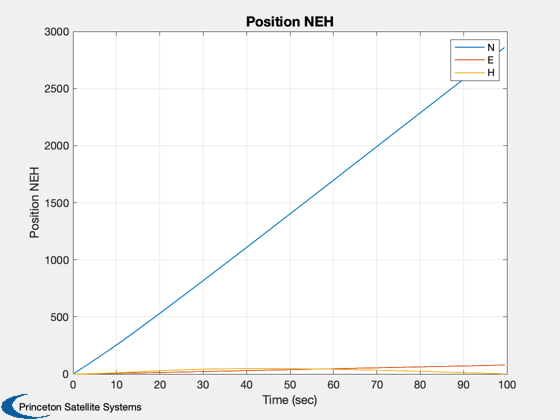 Position NEH
3000
2500
2000
1500
1000
500
0
Position NEH
N
E
H
0 10 20 30 40 50 60 70 80 90 100
Time (sec)
Princeton Satellite Systems